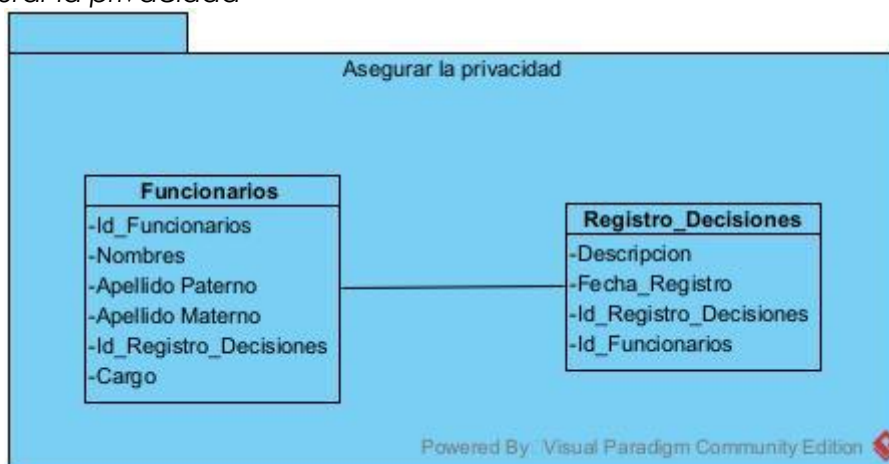 Asegurar la privacidad
Funcionarios
-Id_Funcionarios
-Nombres
-Apellido Paterno
-Apellido Materno
-Id_Registro_Decisiones
-Cargo
Registro_Decisiones
-Descripcion
-Fecha_Registro
-Id_Registro_Decisiones
-Id_Funcionarios
Powered By: Visual Paradigm Community Edition